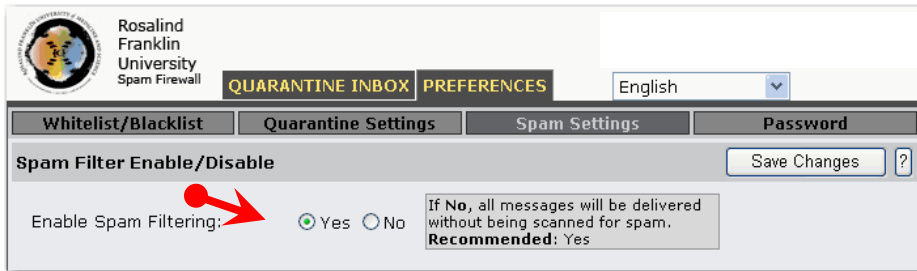 Rosalind
Franklin
University
Spam Firewall
QUARANTINE INBOX PREFERENCES English
Whitelist/Blacklist Quarantine Settings Spam Settings Password
Spam Filter Enable/Disable Save Changes ?
Enable Spam Filtering: Yes No
If No, all messages will be delivered
without being scanned for spam.
Recommended: Yes